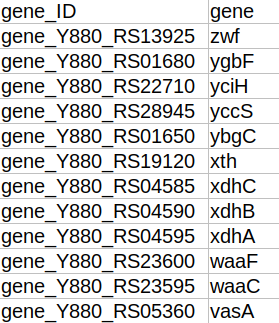 gene_ID gene
gene_Y880_RS13925 zwf
gene_Y880_RS01680 ygbF
gene_Y880_RS22710 yciH
gene_Y880_RS28945 yccS
gene_Y880_RS01650 ybgC
gene_Y880_RS19120 xth
gene_Y880_RS04585 xdhC
gene_Y880_RS04590 xdhB
gene_Y880_RS04595 xdhA
gene_Y880_RS23600 waaF
gene_Y880_RS23595 waaC
gene_Y880_RS05360 vasA